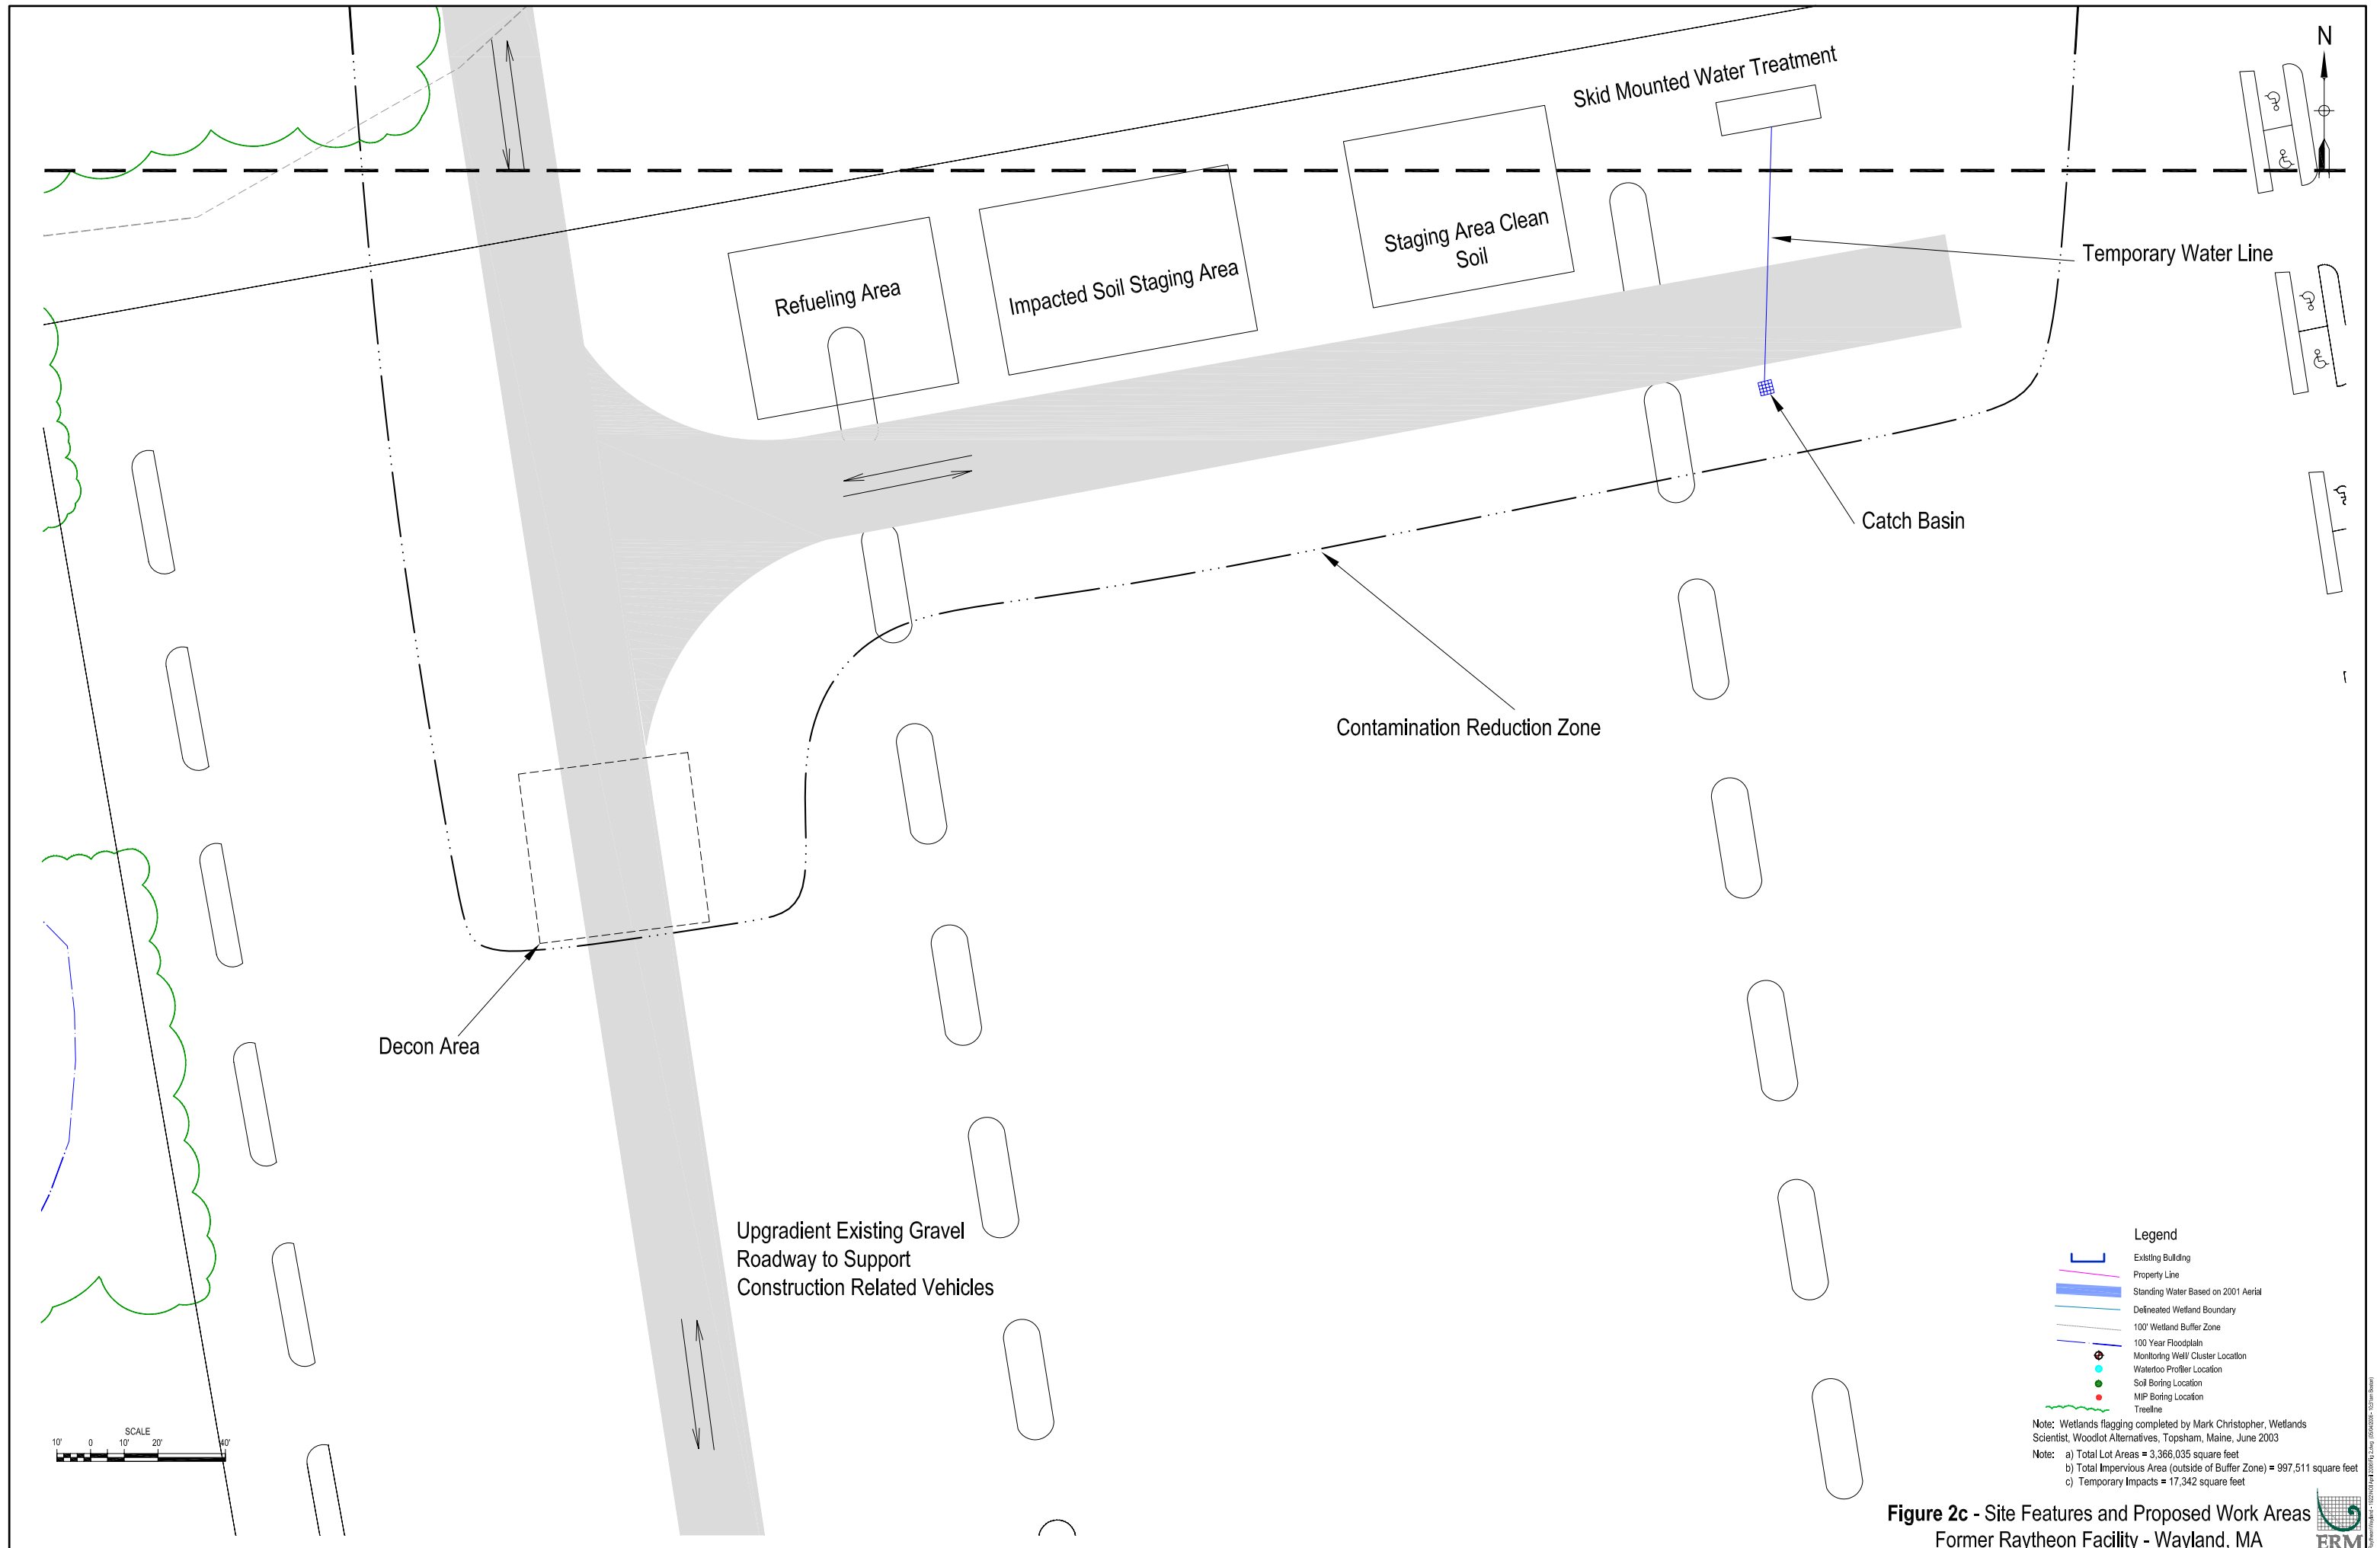 N
Skid Mounted Water Treatment
Staging Area Clean
Soil
Temporary Water Line
Impacted Soil Staging Area
Refueling Area
Catch Basin
Contamination Reduction Zone
Decon Area
Upgradient Existing Gravel
Roadway to Support
Construction Related Vehicles
Legend
Existing Building
Property Line
Standing Water Based on 2001 Aerial
Delineated Wetland Boundary
100' Wetland Buffer Zone
100 Year Floodplain
Monitoring Well/ Cluster Location
Waterloo Profiler Location
Soil Boring Location
MIP Boring Location
Treeline
Note: Wetlands flagging completed by Mark Christopher, Wetlands
Scientist, Woodlot Alternatives, Topsham, Maine, June 2003
Note: a) Total Lot Areas = 3,366,035 square feet
b) Total Impervious Area (outside of Buffer Zone) = 997,511 square feet
c) Temporary Impacts = 17,342 square feet
SCALE
10' 0 10' 20' 40'
Figure 2c - Site Features and Proposed Work Areas
Former Raytheon Facility - Wayland, MA
ERM